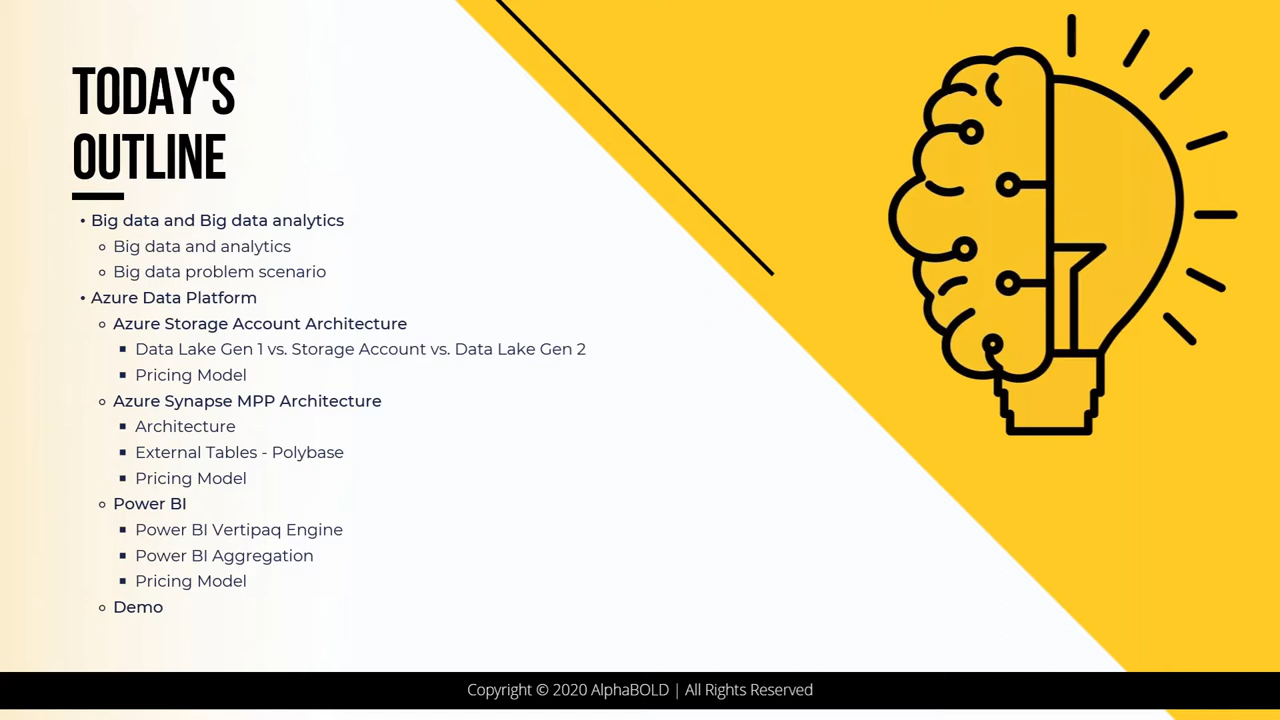 TODAY'S
OUTLINE
• Big data and Big data analytics
○ Big data and analytics
○ Big data problem scenario
• Azure Data Platform
○ Azure Storage Account Architecture
▪ Data Lake Gen 1 vs. Storage Account vs. Data Lake Gen 2
▪ Pricing Model
○ Azure Synapse MPP Architecture
▪ Architecture
▪ External Tables - Polybase
▪ Pricing Model
○ Power BI
▪ Power BI Vertipaq Engine
▪ Power BI Aggregation
▪ Pricing Model
○ Demo
Copyright © 2020 AlphaBOLD | All Rights Reserved